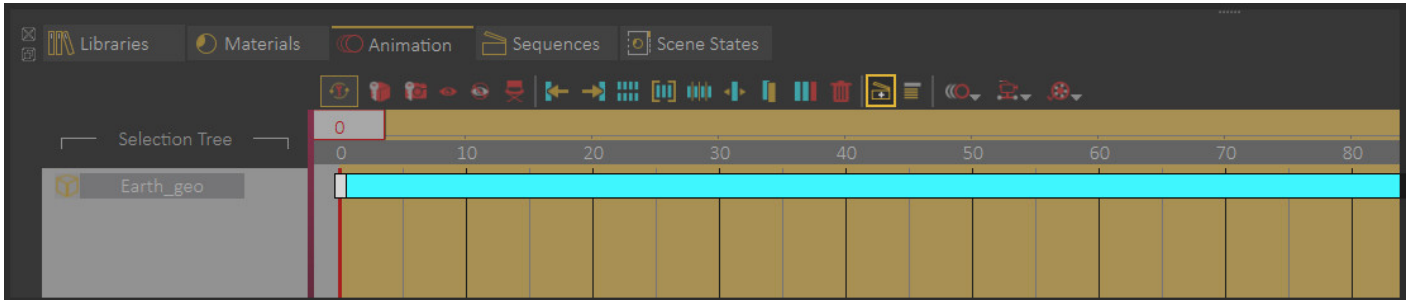 Libraries Materials Animation Sequences Scene States
Selection Tree
0
0 10 20 30 40 50 60 70 80
Earth_geo